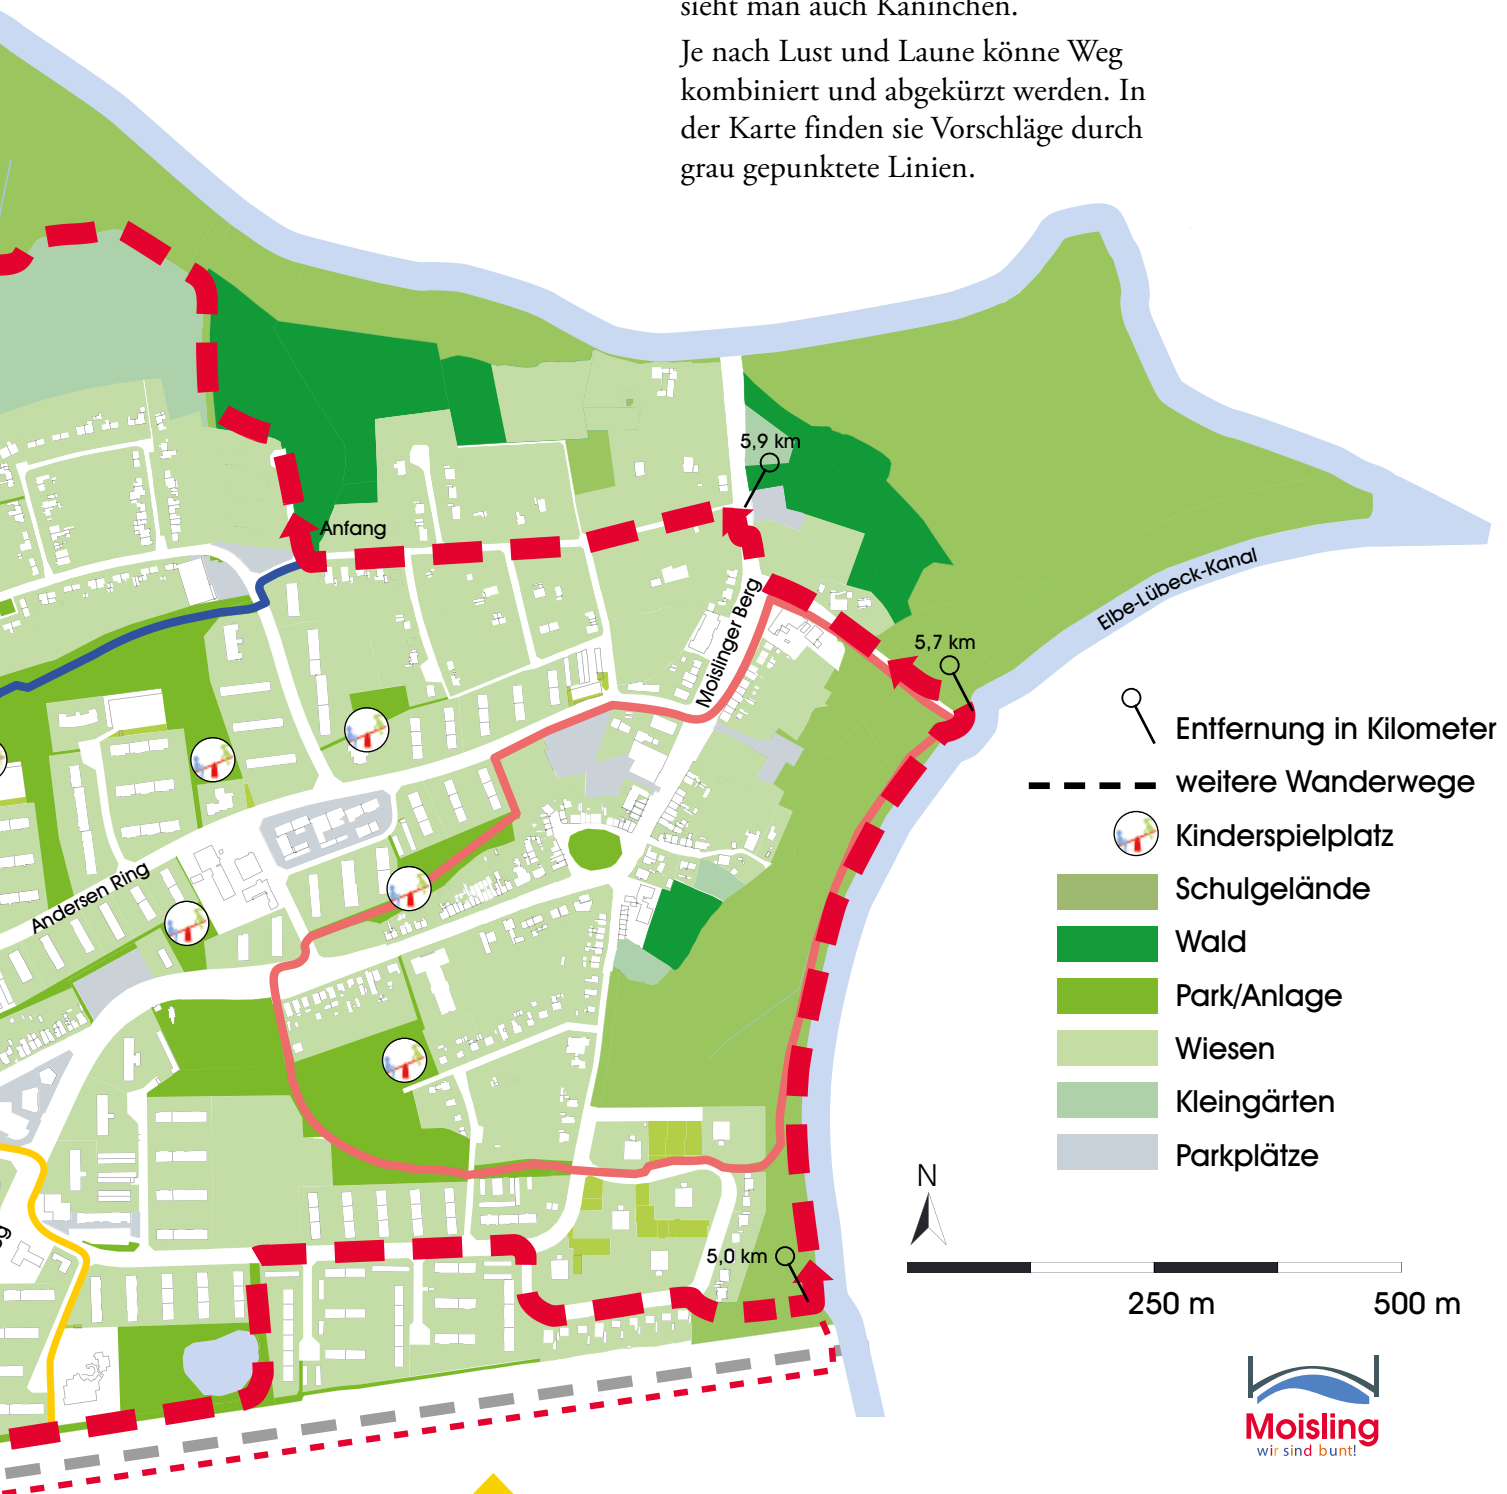 sieht man auch Kaninchen.
Je nach Lust und Laune könne Weg
kombiniert und abgekürzt werden. In
der Karte finden sie Vorschläge durch
grau gepunktete Linien.
5,9 km
Anfang
Elbe-Lübeck-Kanal
Moislinger Berg
5,7 km
Entfernung in Kilometer
weitere Wanderwege
Kinderspielplatz
Andersen Ring
Schulgelände
Wald
Park/Anlage
Wiesen
Kleingärten
Parkplätze
N
5,0 km
250 m
500 m
Moisling
wir sind bunt!